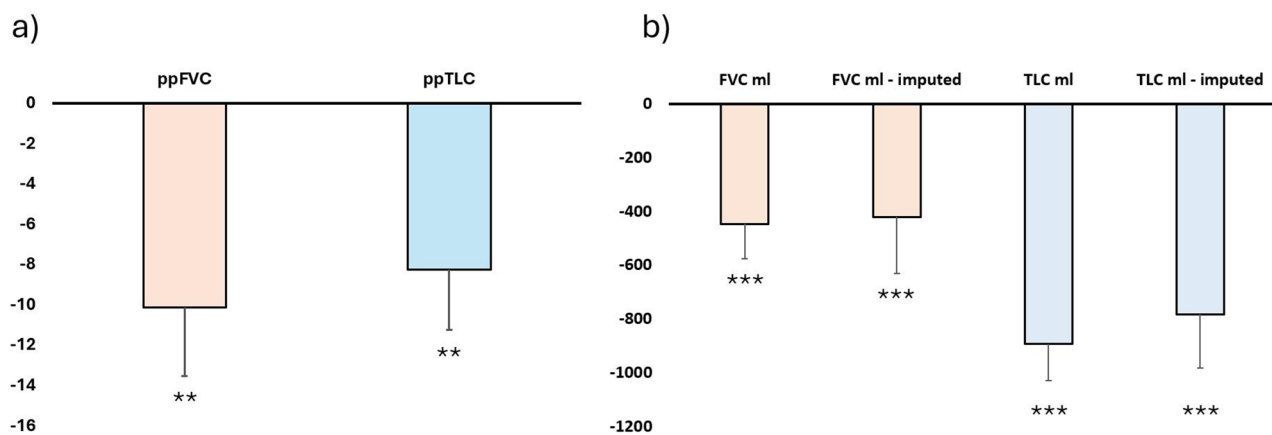 a)
ppFVC
ppTLC
0
-2
-4
-6
-8
-10
-12
-14
-16
**
**
b)
FVC ml
FVC ml - imputed
TLC ml
TLC ml - imputed
0
-200
-400
-600
-800
-1000
-1200
***
***
***
***